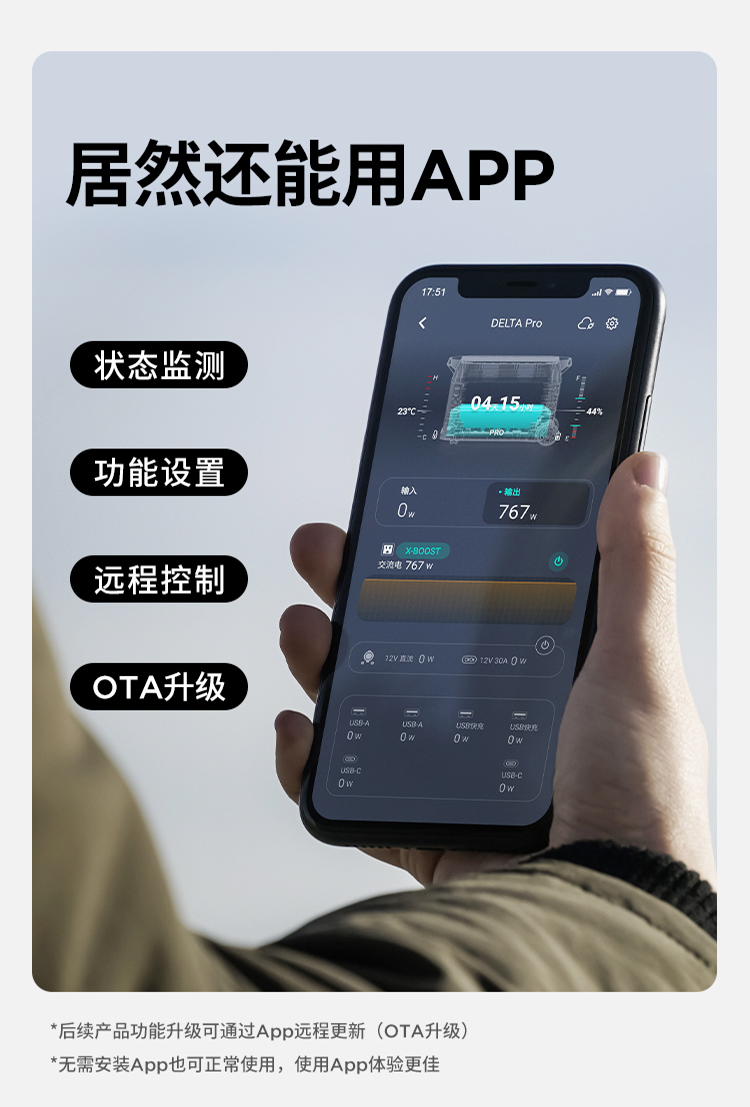 居然还能用APP
状态监测
功能设置
远程控制
OTA升级
17:51
DELTA Pro
H
F
04天15小时
23°C
44%
PRO
C
E
输入
输出
0W
767W
X-BOOST
交流电 767 W
12V 直流 0 W
12V 30A 0 W
USB-A
USB-A
USB快充
USB快充
0W
0W
0W
0W
USB-C
USB-C
0W
0W
*后续产品功能升级可通过App远程更新（OTA升级）
*无需安装App也可正常使用，使用App体验更佳